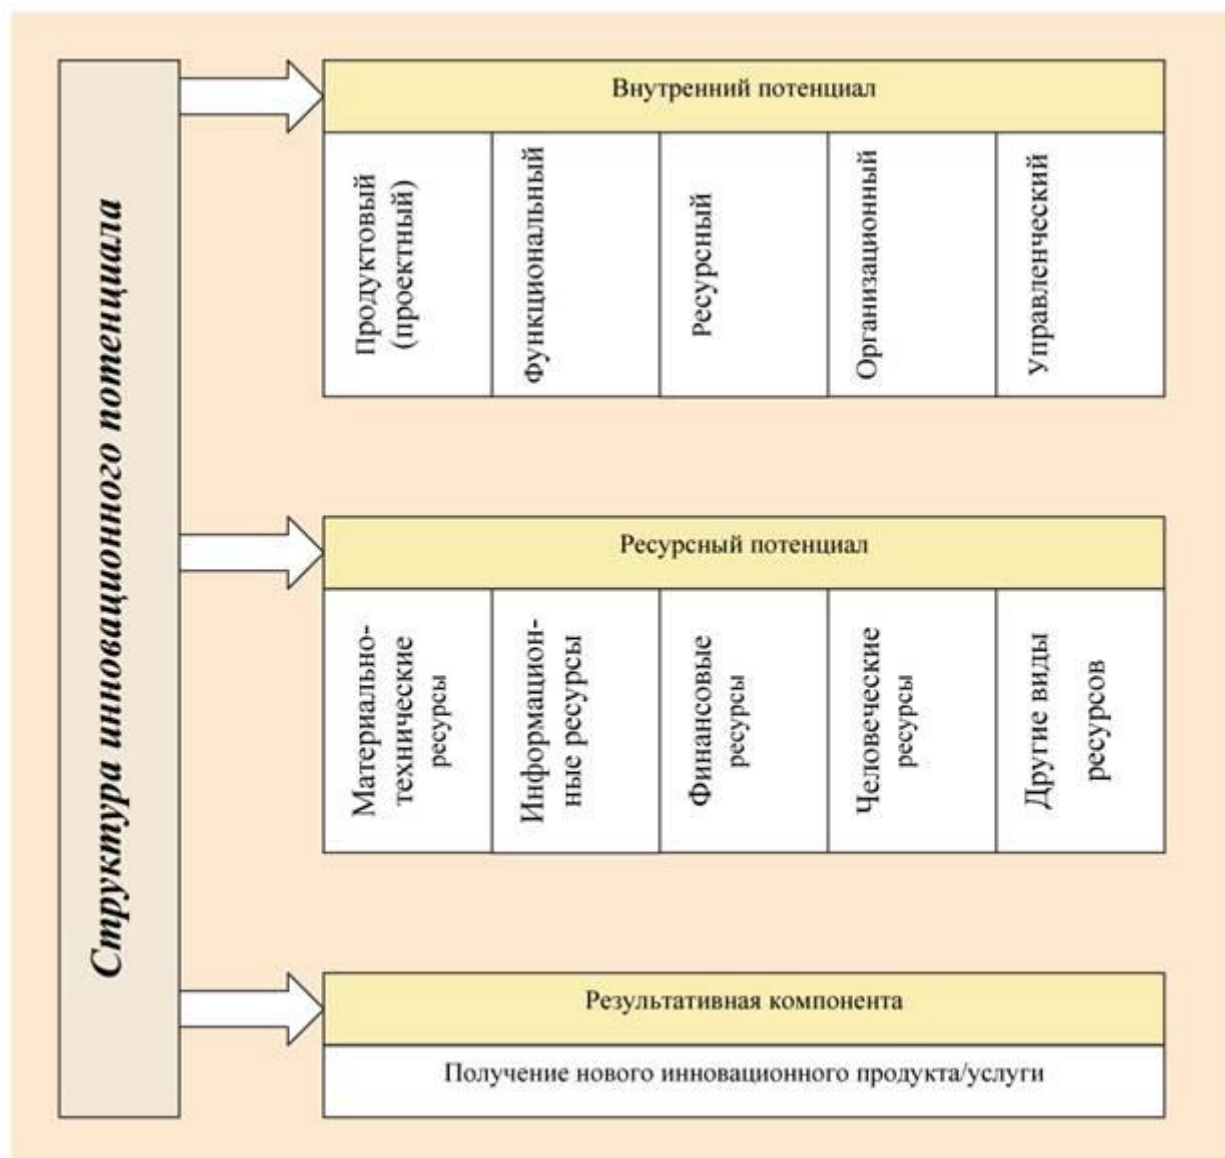 Структура инновационного потенциала
Внутренний потенциал
Продуктовый
(проектный)
Функциональный
Ресурсный
Организационный
Управленческий
Ресурсный потенциал
Материально-
технические
ресурсы
Информацион-
ные ресурсы
Финансовые
ресурсы
Человеческие
ресурсы
Другие виды
ресурсов
Результативная компонента
Получение нового инновационного продукта/услуги